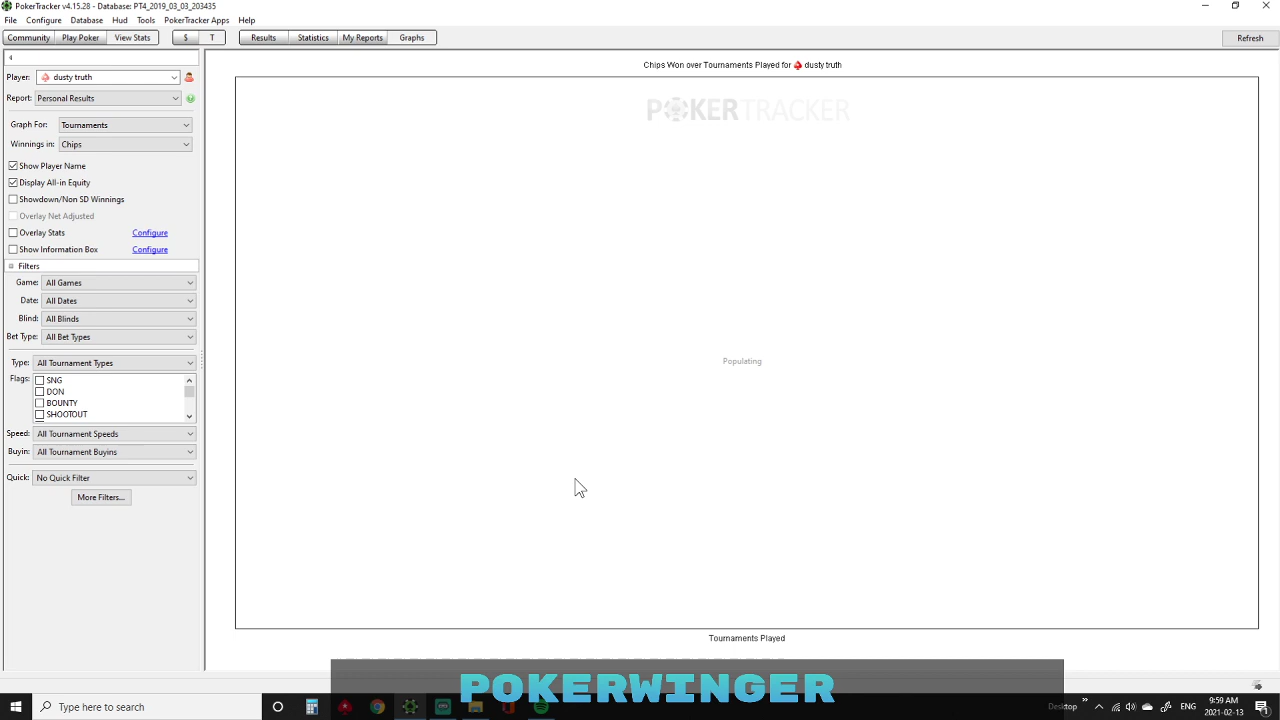 PokerTracker v4.15.28 - Database: PT4_2019_03_03_203435
File Configure Database Hud Tools PokerTracker Apps Help
Community Play Poker View Stats $ T Results Statistics My Reports Graphs Refresh
Player: dusty truth
Report: Personal Results
Graph For: Tournaments
Winnings in: Chips
Show Player Name
Display All-in Equity
Showdown/Non SD Winnings
Overlay Net Adjusted
Overlay Stats Configure
Show Information Box Configure
Filters
Game: All Games
Date: All Dates
Blind: All Blinds
Bet Type: All Bet Types
Type: All Tournament Types
Flags: SNG
DON
BOUNTY
SHOOTOUT
Speed: All Tournament Speeds
Buyin: All Tournament Buyins
Quick: No Quick Filter
More Filters...
Chips Won over Tournaments Played for dusty truth
POKERTRACKER
Populating
Tournaments Played
POKERWINGER
Type here to search
Desktop » ENG 9:59 AM
2021-02-13
1